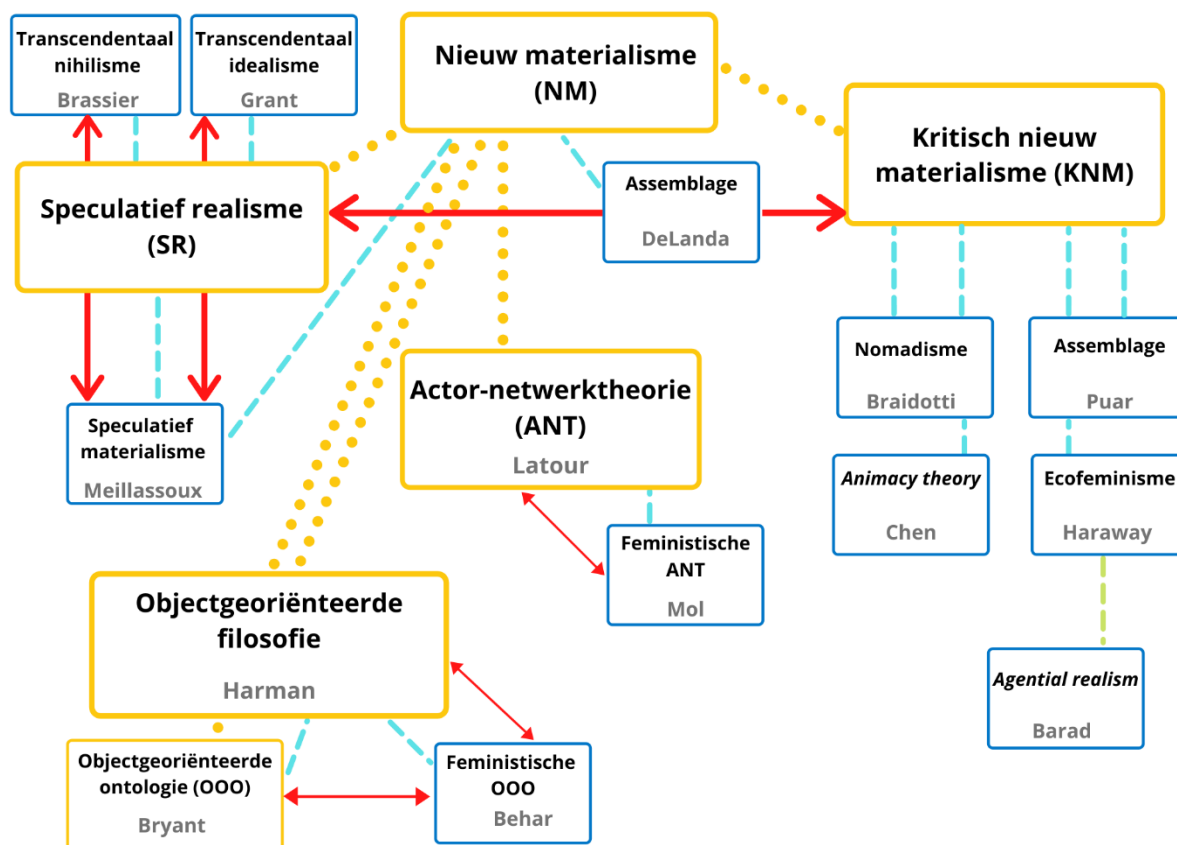 Transcendentaal
nihilisme
Brassier
Transcendentaal
idealisme
Grant
Nieuw materialisme
(NM)
Kritisch nieuw
materialisme (KNM)
Speculatief realisme
(SR)
Assemblage
DeLanda
Nomadisme
Braidotti
Assemblage
Puar
Actor-netwerktheorie
(ANT)
Latour
Speculatief
materialisme
Meillassoux
Animacy theory
Chen
Ecofeminisme
Haraway
Feministische
ANT
Mol
Objectgeoriënteerde
filosofie
Harman
Agential realism
Barad
Objectgeoriënteerde
ontologie (OOO)
Bryant
Feministische
OOO
Behar